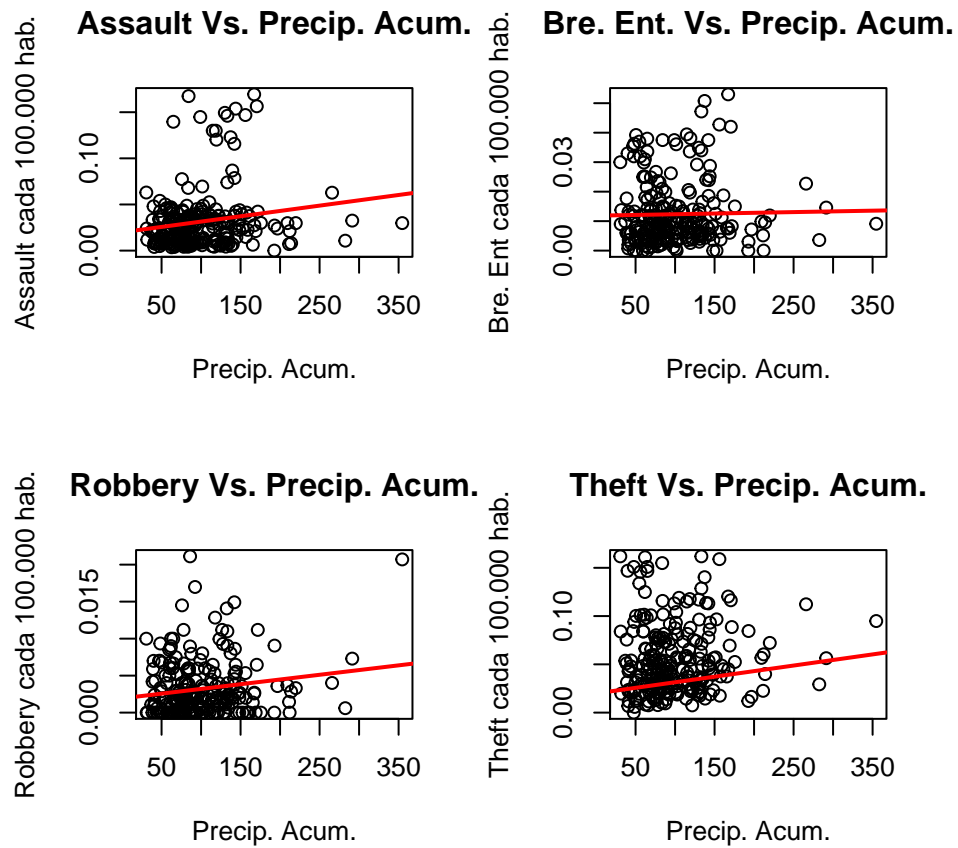 Assault Vs. Precip. Acum.
Assault cada 100.000 hab.
0.10
0.00
50
150
250
350
Precip. Acum.
Bre. Ent. Vs. Precip. Acum.
Bre. Ent cada 100.000 hab.
0.03
0.00
50
150
250
350
Precip. Acum.
Robbery Vs. Precip. Acum.
Robbery cada 100.000 hab.
0.015
0.000
50
150
250
350
Precip. Acum.
Theft Vs. Precip. Acum.
Theft cada 100.000 hab.
0.10
0.00
50
150
250
350
Precip. Acum.